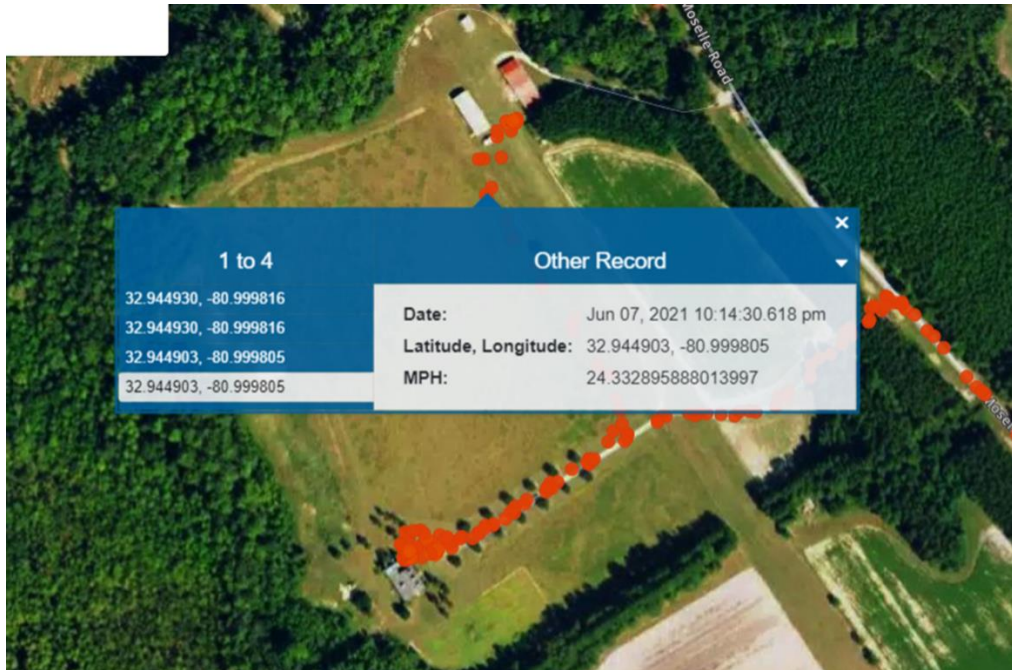 Moselle Road
×
1 to 4
Other Record
32.944930, -80.999816
32.944930, -80.999816
32.944903, -80.999805
32.944903, -80.999805
Date: Jun 07, 2021 10:14:30.618 pm
Latitude, Longitude: 32.944903, -80.999805
MPH: 24.332895888013997